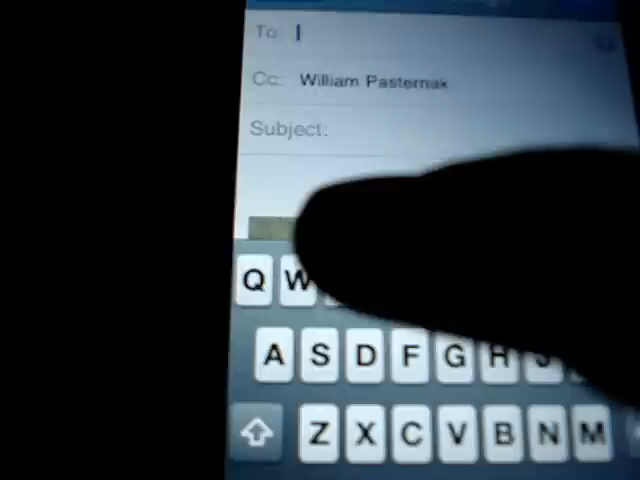 To:
Cc: William Pasternak
Subject:
Q W
A S D F G H J
Z X C V B N M